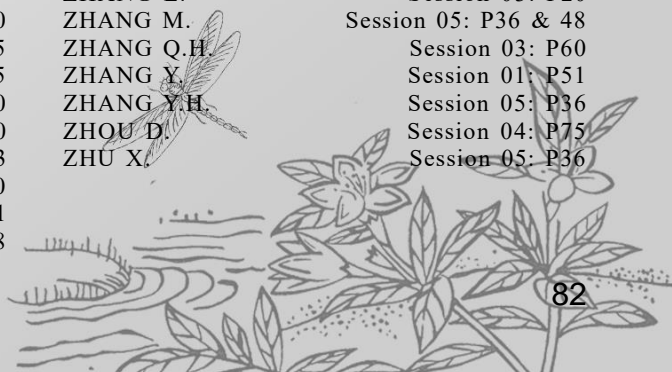 ZHANG M. Session 05: P36 & 48
ZHANG Q.H. Session 03: P60
ZHANG Y. Session 01: P51
ZHANG Y.H. Session 05: P36
ZHOU D. Session 04: P75
ZHU X. Session 05: P36
82